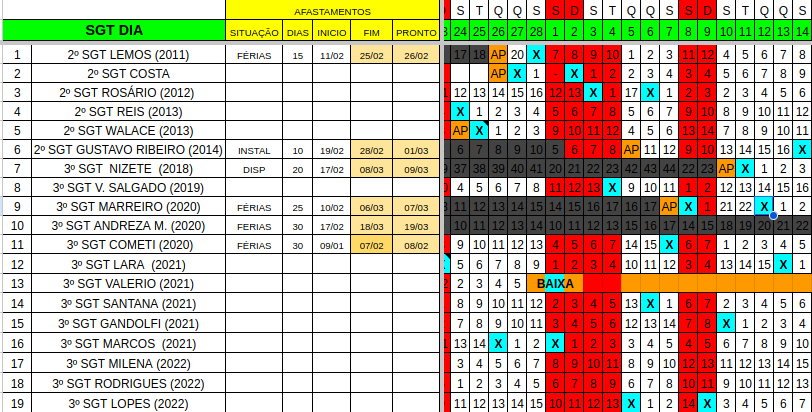 AFASTAMENTOS S T Q Q S S D S T Q Q S S D S T Q Q S
SGT DIA SITUAÇÃO DIAS INICIO FIM PRONTO 24 25 26 27 28 1 2 3 4 5 6 7 8 9 10 11 12 13 14
1 2º SGT LEMOS (2011) FÉRIAS 15 11/02 25/02 26/02 17 18 AP 20 X 7 8 9 10 1 2 3 11 12 4 5 6 7 8
2 2º SGT COSTA AP X 1 - X 1 2 2 3 4 3 4 5 6 7 8 9
3 2º SGT ROSÁRIO (2012) 12 13 14 15 16 12 13 X 1 17 X 1 2 3 2 3 4 5 6
4 2º SGT REIS (2013) X 1 2 3 4 5 6 7 8 5 6 7 9 10 8 9 10 11 12
5 2º SGT WALACE (2013) AP X 1 2 3 9 10 11 12 4 5 6 13 14 7 8 9 10 11
6 2º SGT GUSTAVO RIBEIRO (2014) INSTAL 10 19/02 28/02 01/03 6 7 8 9 10 5 6 7 8 AP 11 12 9 10 13 14 15 16 X
7 3º SGT NIZETE (2018) DISP 20 17/02 08/03 09/03 37 38 39 40 41 20 21 22 23 42 43 44 22 23 AP X 1 2 3
8 3º SGT V. SALGADO (2019) 4 5 6 7 8 11 12 13 X 9 10 11 1 2 12 13 14 15 16
9 3º SGT MARREIRO (2020) FÉRIAS 25 10/02 06/03 07/03 11 12 13 14 15 13 14 15 16 16 17 AP X 1 21 22 X 1 2
10 3º SGT ANDREZA M. (2020) FERIAS 30 17/02 18/03 19/03 10 11 12 13 14 10 11 12 13 15 16 17 14 15 18 19 20 21 22
11 3º SGT COMETI (2020) FÉRIAS 30 09/01 07/02 08/02 9 10 11 12 13 4 5 6 7 14 15 X 6 7 1 2 3 4 5
12 3º SGT LARA (2021) 5 6 7 8 9 1 2 3 4 10 11 12 3 4 13 14 15 X 1
13 3º SGT VALERIO (2021) 2 3 4 5 BAIXA
14 3º SGT SANTANA (2021) 8 9 10 11 12 2 3 4 5 13 X 1 6 7 2 3 4 5 6
15 3º SGT GANDOLFI (2021) 7 8 9 10 11 3 4 5 6 12 13 14 7 8 X 1 2 3 4
16 3º SGT MARCOS (2021) 14 15 X 1 2 X 1 2 3 3 4 5 4 5 6 7 8 9 10
17 3º SGT MILENA (2022) 3 4 5 6 7 8 9 10 11 8 9 10 12 13 11 12 13 14 15
18 3º SGT RODRIGUES (2022) 1 2 3 4 5 6 7 8 9 6 7 8 10 11 9 10 11 12 13
19 3º SGT LOPES (2022) 11 12 13 14 15 10 11 12 13 X 1 2 14 X 3 4 5 6 7